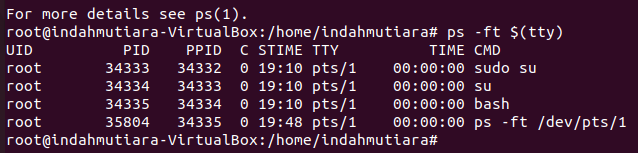 For more details see ps(1).
root@indahmutiara-VirtualBox:/home/indahmutiara# ps -ft $(tty)
UID          PID    PPID  C STIME TTY          TIME CMD
root       34333   34332  0 19:10 pts/1    00:00:00 sudo su
root       34334   34333  0 19:10 pts/1    00:00:00 su
root       34335   34334  0 19:10 pts/1    00:00:00 bash
root       35804   34335  0 19:48 pts/1    00:00:00 ps -ft /dev/pts/1
root@indahmutiara-VirtualBox:/home/indahmutiara#